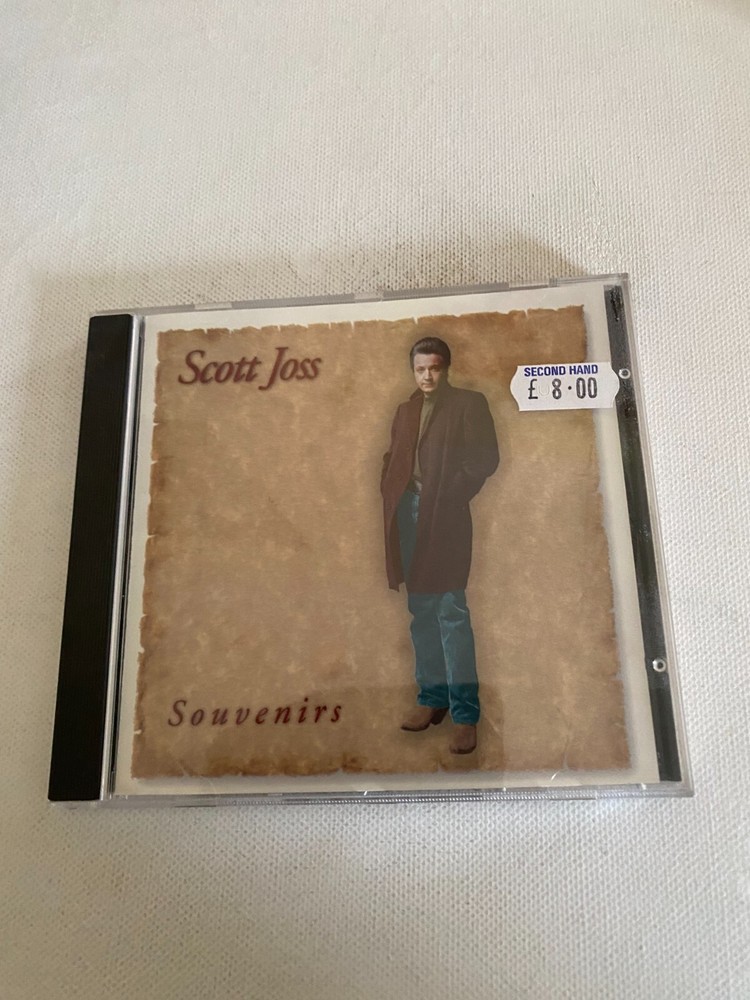 Scott Joss
SECOND HAND
£ 8.00
Souvenirs